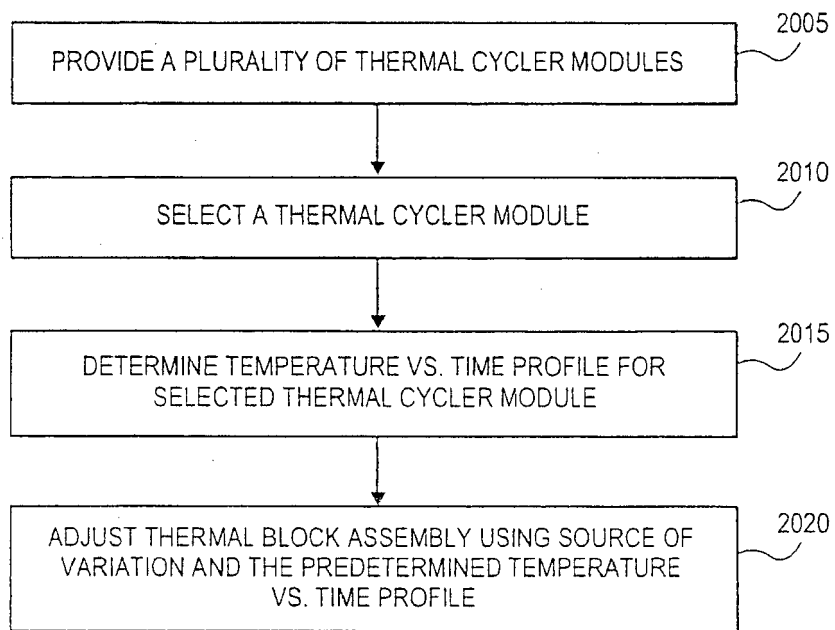 2005
PROVIDE A PLURALITY OF THERMAL CYCLER MODULES
2010
SELECT A THERMAL CYCLER MODULE
2015
DETERMINE TEMPERATURE VS. TIME PROFILE FOR
SELECTED THERMAL CYCLER MODULE
2020
ADJUST THERMAL BLOCK ASSEMBLY USING SOURCE OF
VARIATION AND THE PREDETERMINED TEMPERATURE
VS. TIME PROFILE